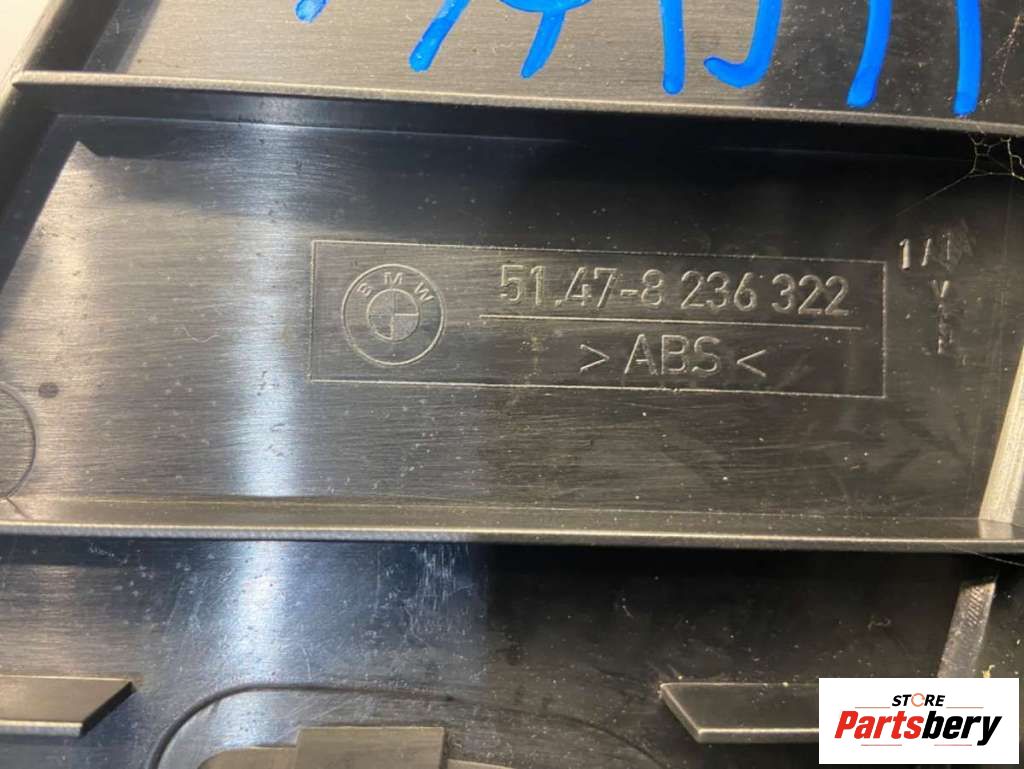 BMW
51.47-8 236 322
>ABS<
STORE
Partsbery